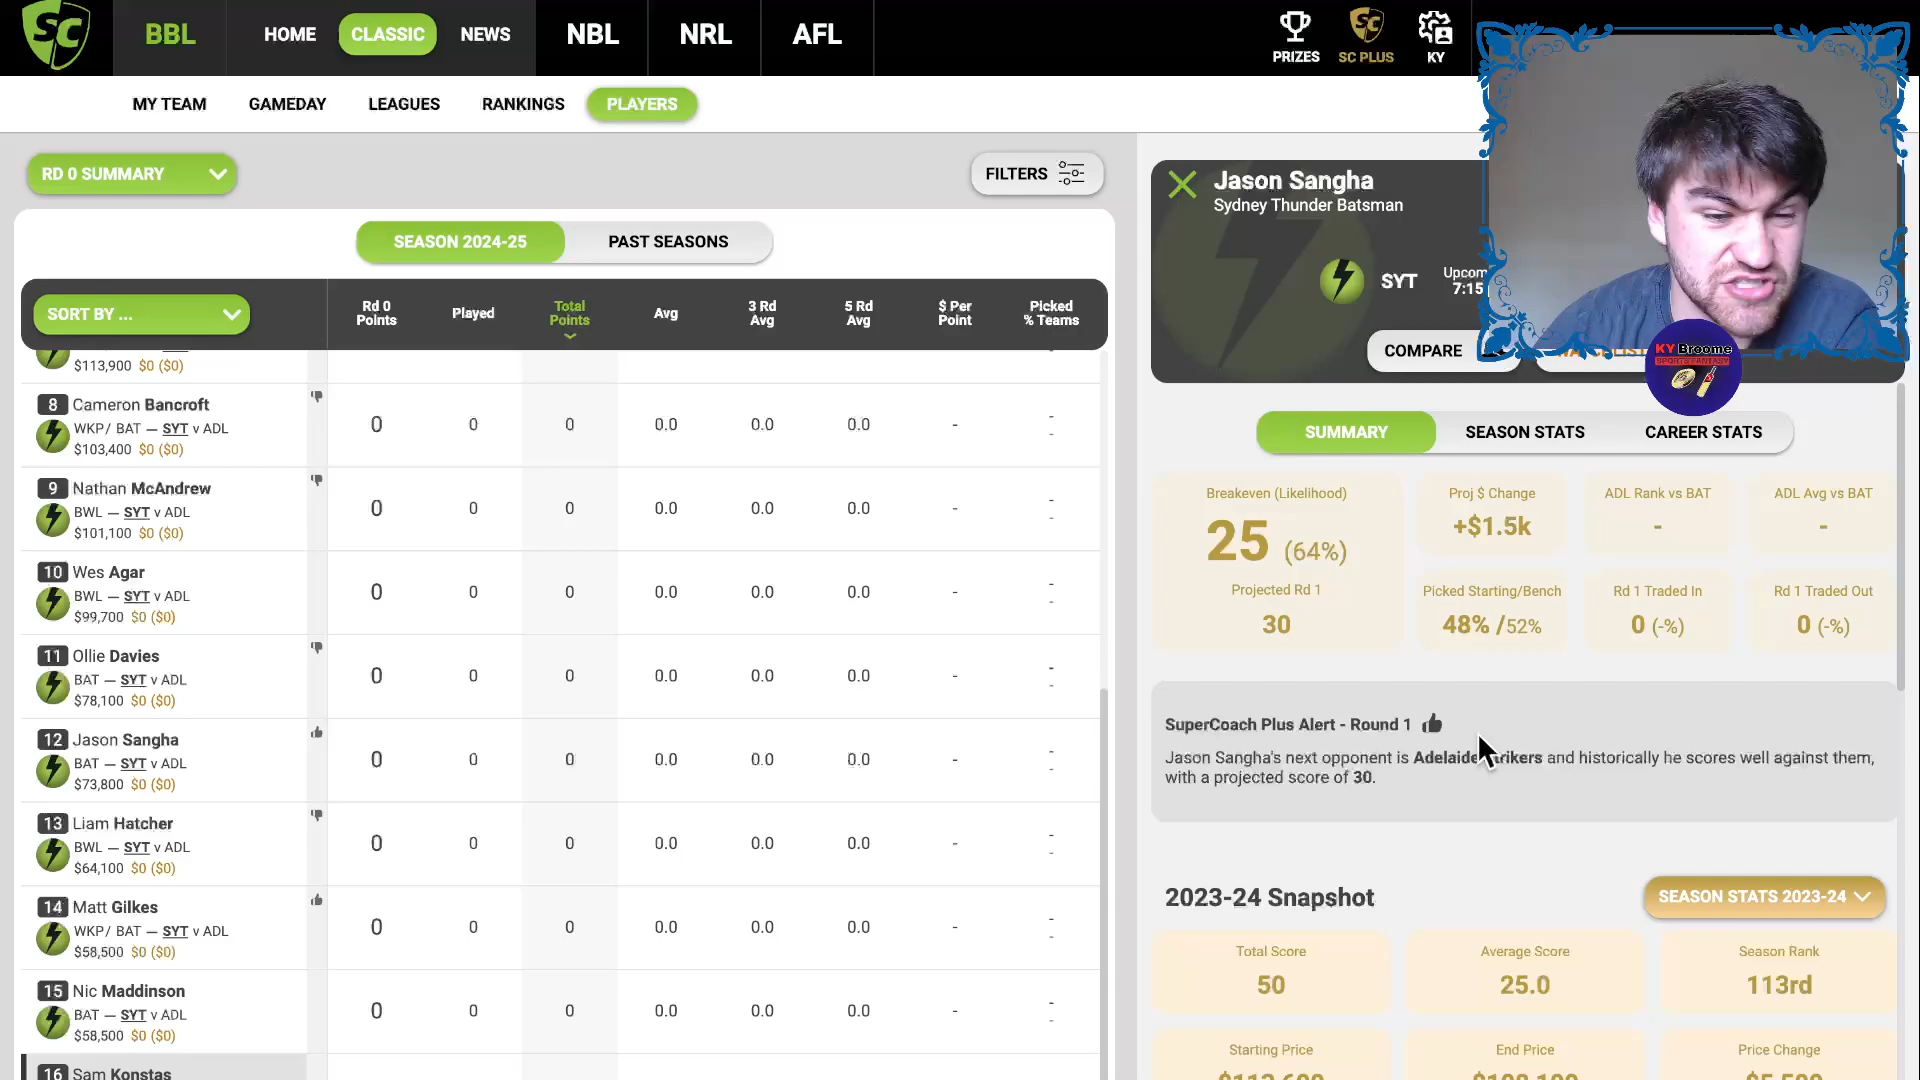 SC
BBL
HOME
CLASSIC
NEWS
NBL
NRL
AFL
PRIZES
SC
SC PLUS
KY
MY TEAM
GAMEDAY
LEAGUES
RANKINGS
PLAYERS
RD 0 SUMMARY
FILTERS
SEASON 2024-25
PAST SEASONS
SORT BY ...
Rd 0 Points
Played
Total Points
Avg
3 Rd Avg
5 Rd Avg
$ Per Point
Picked % Teams
$113,900 $0 ($0)
8 Cameron Bancroft
WKP/ BAT — SYT v ADL
$103,400 $0 ($0)
0 0 0 0.0 0.0 0.0 - - -
9 Nathan McAndrew
BWL — SYT v ADL
$101,100 $0 ($0)
0 0 0 0.0 0.0 0.0 - - -
10 Wes Agar
BWL — SYT v ADL
$99,700 $0 ($0)
0 0 0 0.0 0.0 0.0 - - -
11 Ollie Davies
BAT — SYT v ADL
$78,100 $0 ($0)
0 0 0 0.0 0.0 0.0 - - -
12 Jason Sangha
BAT — SYT v ADL
$73,800 $0 ($0)
0 0 0 0.0 0.0 0.0 - - -
13 Liam Hatcher
BWL — SYT v ADL
$64,100 $0 ($0)
0 0 0 0.0 0.0 0.0 - - -
14 Matt Gilkes
WKP/ BAT — SYT v ADL
$58,500 $0 ($0)
0 0 0 0.0 0.0 0.0 - - -
15 Nic Maddinson
BAT — SYT v ADL
$58,500 $0 ($0)
0 0 0 0.0 0.0 0.0 - - -
16 Sam Konstas
Jason Sangha
Sydney Thunder Batsman
SYT
Upcom
7:15
COMPARE
KY Broome
SPORTS FANTASY
SUMMARY
SEASON STATS
CAREER STATS
Breakeven (Likelihood)
25 (64%)
Projected Rd 1
30
Proj $ Change
+$1.5k
ADL Rank vs BAT
-
ADL Avg vs BAT
-
Picked Starting/Bench
48% /52%
Rd 1 Traded In
0 (-%)
Rd 1 Traded Out
0 (-%)
SuperCoach Plus Alert - Round 1
Jason Sangha's next opponent is Adelaide rikers and historically he scores well against them,
with a projected score of 30.
2023-24 Snapshot
SEASON STATS 2023-24
Total Score
50
Average Score
25.0
Season Rank
113rd
Starting Price
End Price
Price Change